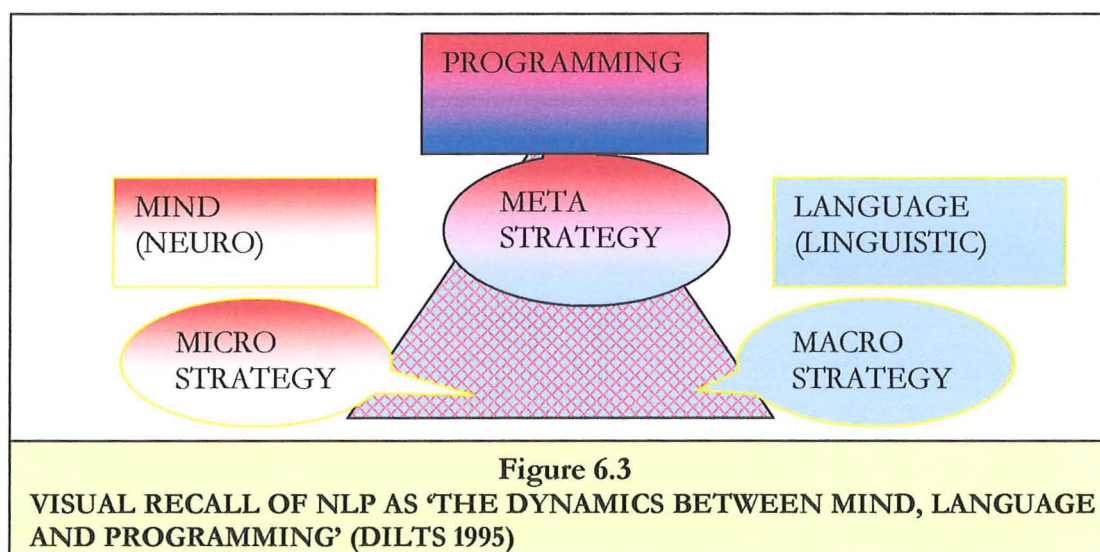 PROGRAMMING
MIND
(NEURO)
META
STRATEGY
LANGUAGE
(LINGUISTIC)
MICRO
STRATEGY
MACRO
STRATEGY
Figure 6.3
VISUAL RECALL OF NLP AS ‘THE DYNAMICS BETWEEN MIND, LANGUAGE
AND PROGRAMMING’ (DILTS 1995)